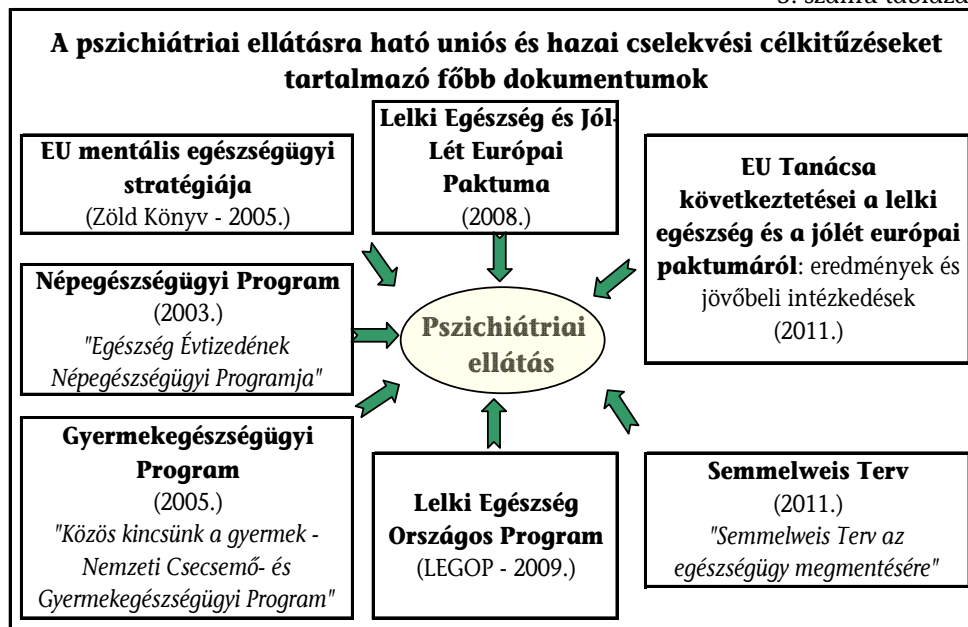 A pszichiátriai ellátásra ható uniós és hazai cselekvési célkitűzéseket
tartalmazó főbb dokumentumok
EU mentális egészségügyi
stratégiája
(Zöld Könyv - 2005.)
Lelki Egészség és Jól-
Lét Európai
Paktuma
(2008.)
EU Tanácsa
következtetései a lelki
egészség és a jólét európai
paktumáról: eredmények és
jövőbeli intézkedések
(2011.)
Népegészségügyi Program
(2003.)
"Egészség Évtizedének
Népegészségügyi Programja"
Pszichiátriai
ellátás
Gyermekegészségügyi
Program
(2005.)
"Közös kincsünk a gyermek -
Nemzeti Csecsemő- és
Gyermekegészségügyi Program"
Lelki Egészség
Országos Program
(LEGOP - 2009.)
Semmelweis Terv
(2011.)
"Semmelweis Terv az
egészségügy megmentésére"